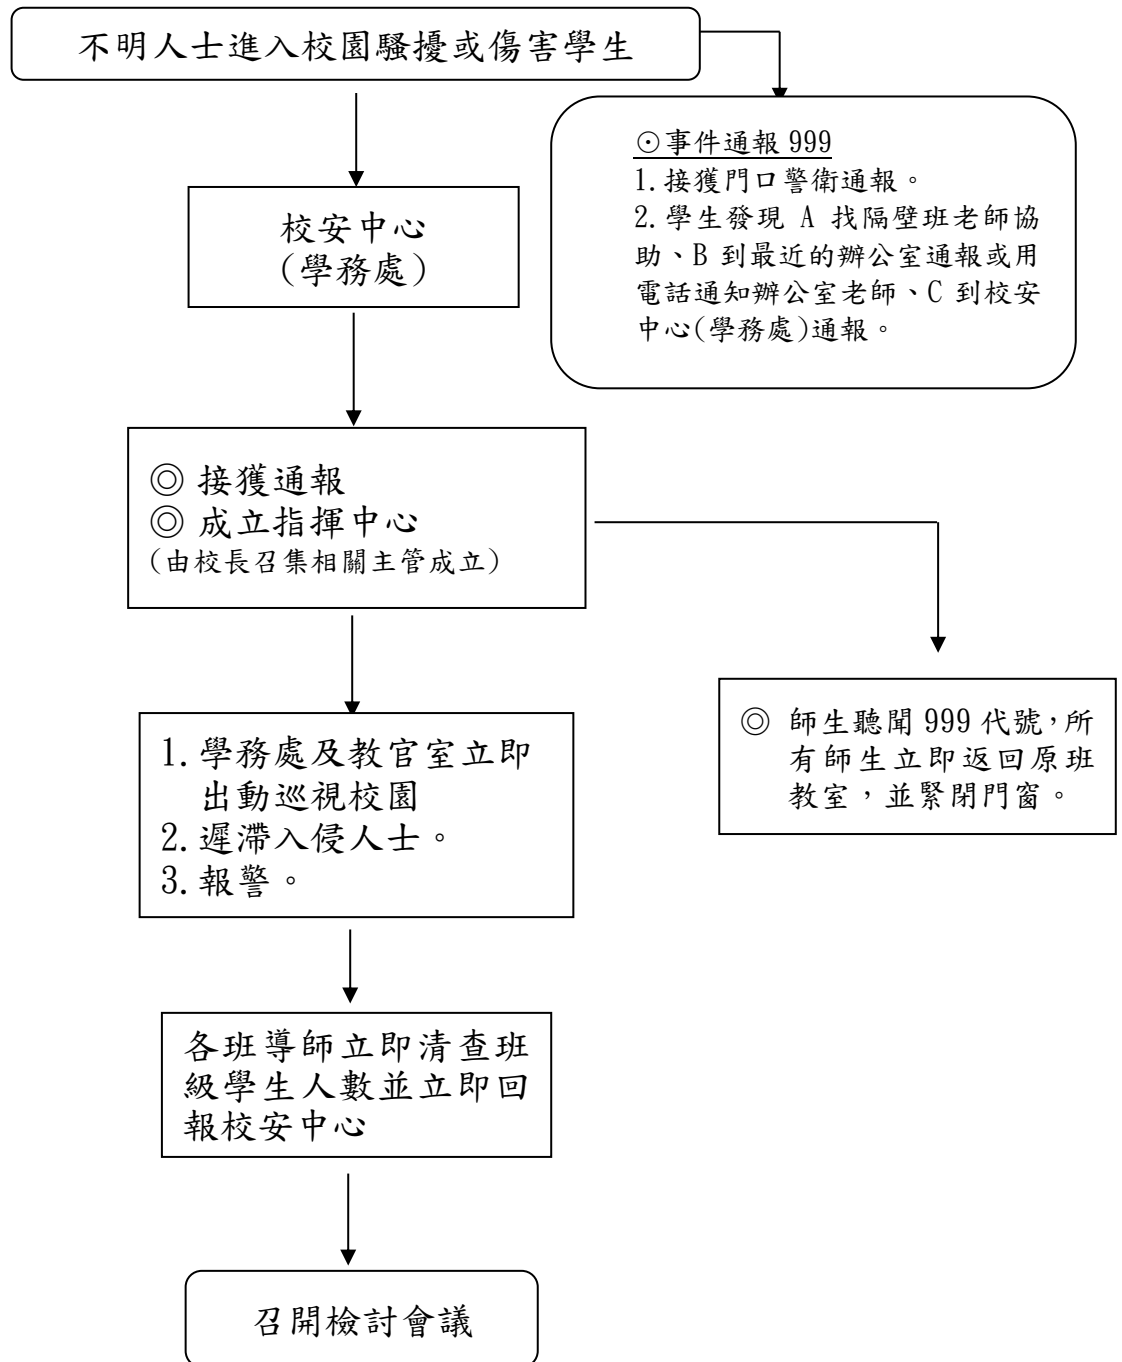 不明人士進入校園騷擾或傷害學生
⊙事件通報 999
1.接獲門口警衛通報。
2.學生發現 A 找隔壁班老師協
助、B 到最近的辦公室通報或用
電話通知辦公室老師、C 到校安
中心(學務處)通報。
校安中心
(學務處)
◎ 接獲通報
◎ 成立指揮中心
(由校長召集相關主管成立)
◎ 師生聽聞 999 代號,所
有師生立即返回原班
教室,並緊閉門窗。
1.學務處及教官室立即
出動巡視校園
2.遲滯入侵人士。
3.報警。
各班導師立即清查班
級學生人數並立即回
報校安中心
召開檢討會議